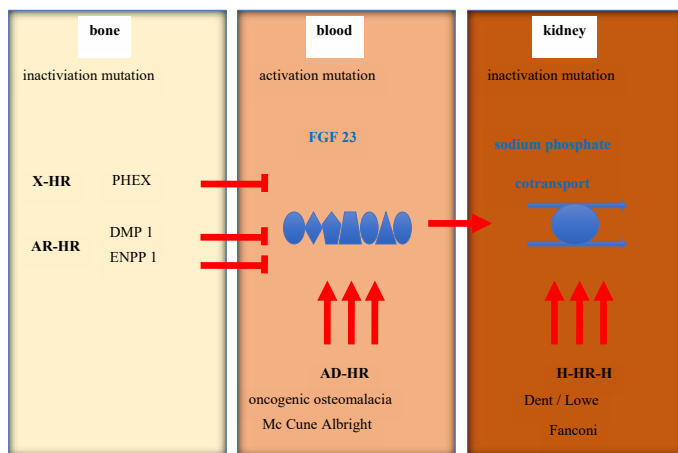 bone
inactiviation mutation
X-HR PHEX
AR-HR
DMP 1
ENPP 1
blood
activation mutation
FGF 23
AD-HR
oncogenic osteomalacia
Mc Cune Albright
kidney
inactivation mutation
sodium phosphate
cotransport
H-HR-H
Dent / Lowe
Fanconi